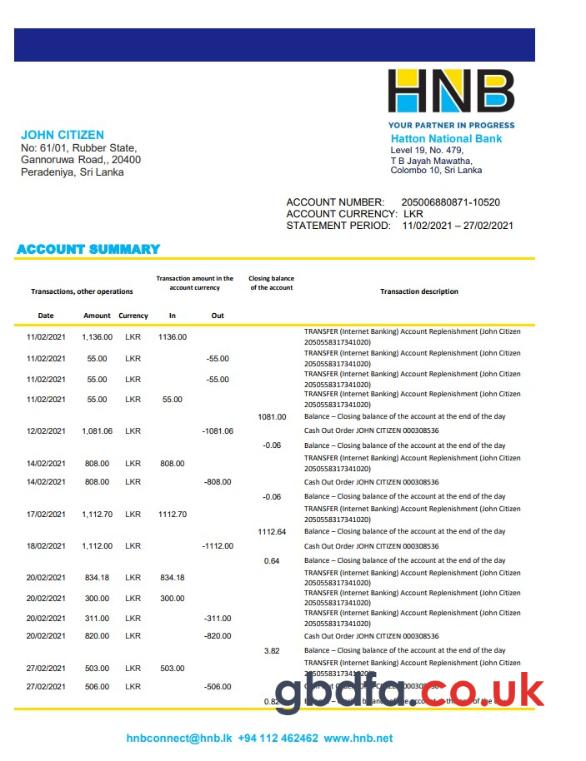 HNB
YOUR PARTNER IN PROGRESS
JOHN CITIZEN
No: 61/01, Rubber State,
Gannoruwa Road,, 20400
Peradeniya, Sri Lanka
Hatton National Bank
Level 19, No. 479,
T B Jayah Mawatha,
Colombo 10, Sri Lanka
ACCOUNT NUMBER: 205006880871-10520
ACCOUNT CURRENCY: LKR
STATEMENT PERIOD: 11/02/2021 – 27/02/2021
ACCOUNT SUMMARY
Transactions, other operations
Transaction amount in the
account currency
Closing balance
of the account
Transaction description
Date Amount Currency In Out
11/02/2021 1,136.00 LKR 1136.00 TRANSFER (Internet Banking) Account Replenishment (John Citizen
2050558317341020)
11/02/2021 55.00 LKR -55.00 TRANSFER (Internet Banking) Account Replenishment (John Citizen
2050558317341020)
11/02/2021 55.00 LKR -55.00 TRANSFER (Internet Banking) Account Replenishment (John Citizen
2050558317341020)
11/02/2021 55.00 LKR 55.00 TRANSFER (Internet Banking) Account Replenishment (John Citizen
2050558317341020)
1081.00 Balance – Closing balance of the account at the end of the day
12/02/2021 1,081.06 LKR -1081.06 Cash Out Order JOHN CITIZEN 000308536
-0.06 Balance – Closing balance of the account at the end of the day
14/02/2021 808.00 LKR 808.00 TRANSFER (Internet Banking) Account Replenishment (John Citizen
2050558317341020)
14/02/2021 808.00 LKR -808.00 Cash Out Order JOHN CITIZEN 000308536
-0.06 Balance – Closing balance of the account at the end of the day
17/02/2021 1,112.70 LKR 1112.70 TRANSFER (Internet Banking) Account Replenishment (John Citizen
2050558317341020)
1112.64 Balance – Closing balance of the account at the end of the day
18/02/2021 1,112.00 LKR -1112.00 Cash Out Order JOHN CITIZEN 000308536
0.64 Balance – Closing balance of the account at the end of the day
20/02/2021 834.18 LKR 834.18 TRANSFER (Internet Banking) Account Replenishment (John Citizen
2050558317341020)
20/02/2021 300.00 LKR 300.00 TRANSFER (Internet Banking) Account Replenishment (John Citizen
2050558317341020)
20/02/2021 311.00 LKR -311.00 TRANSFER (Internet Banking) Account Replenishment (John Citizen
2050558317341020)
20/02/2021 820.00 LKR -820.00 Cash Out Order JOHN CITIZEN 000308536
3.82 Balance – Closing balance of the account at the end of the day
27/02/2021 503.00 LKR 503.00 TRANSFER (Internet Banking) Account Replenishment (John Citizen
27/02/2021 506.00 LKR -506.00
0.82
gbdfa.co.uk
hnbconnect@hnb.lk +94 112 462462 www.hnb.net